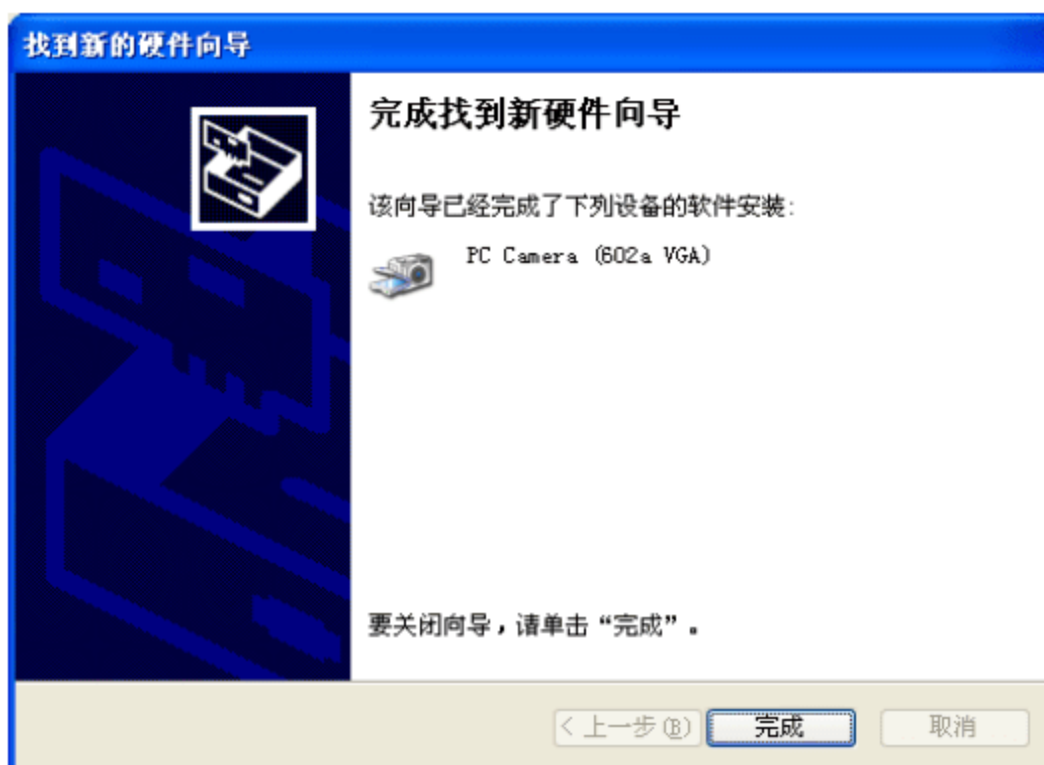 找到新的硬件向导
完成找到新硬件向导
该向导已经完成了下列设备的软件安装:
PC Camera (602a VGA)
要关闭向导，请单击“完成”。
< 上一步(B)
完成
取消